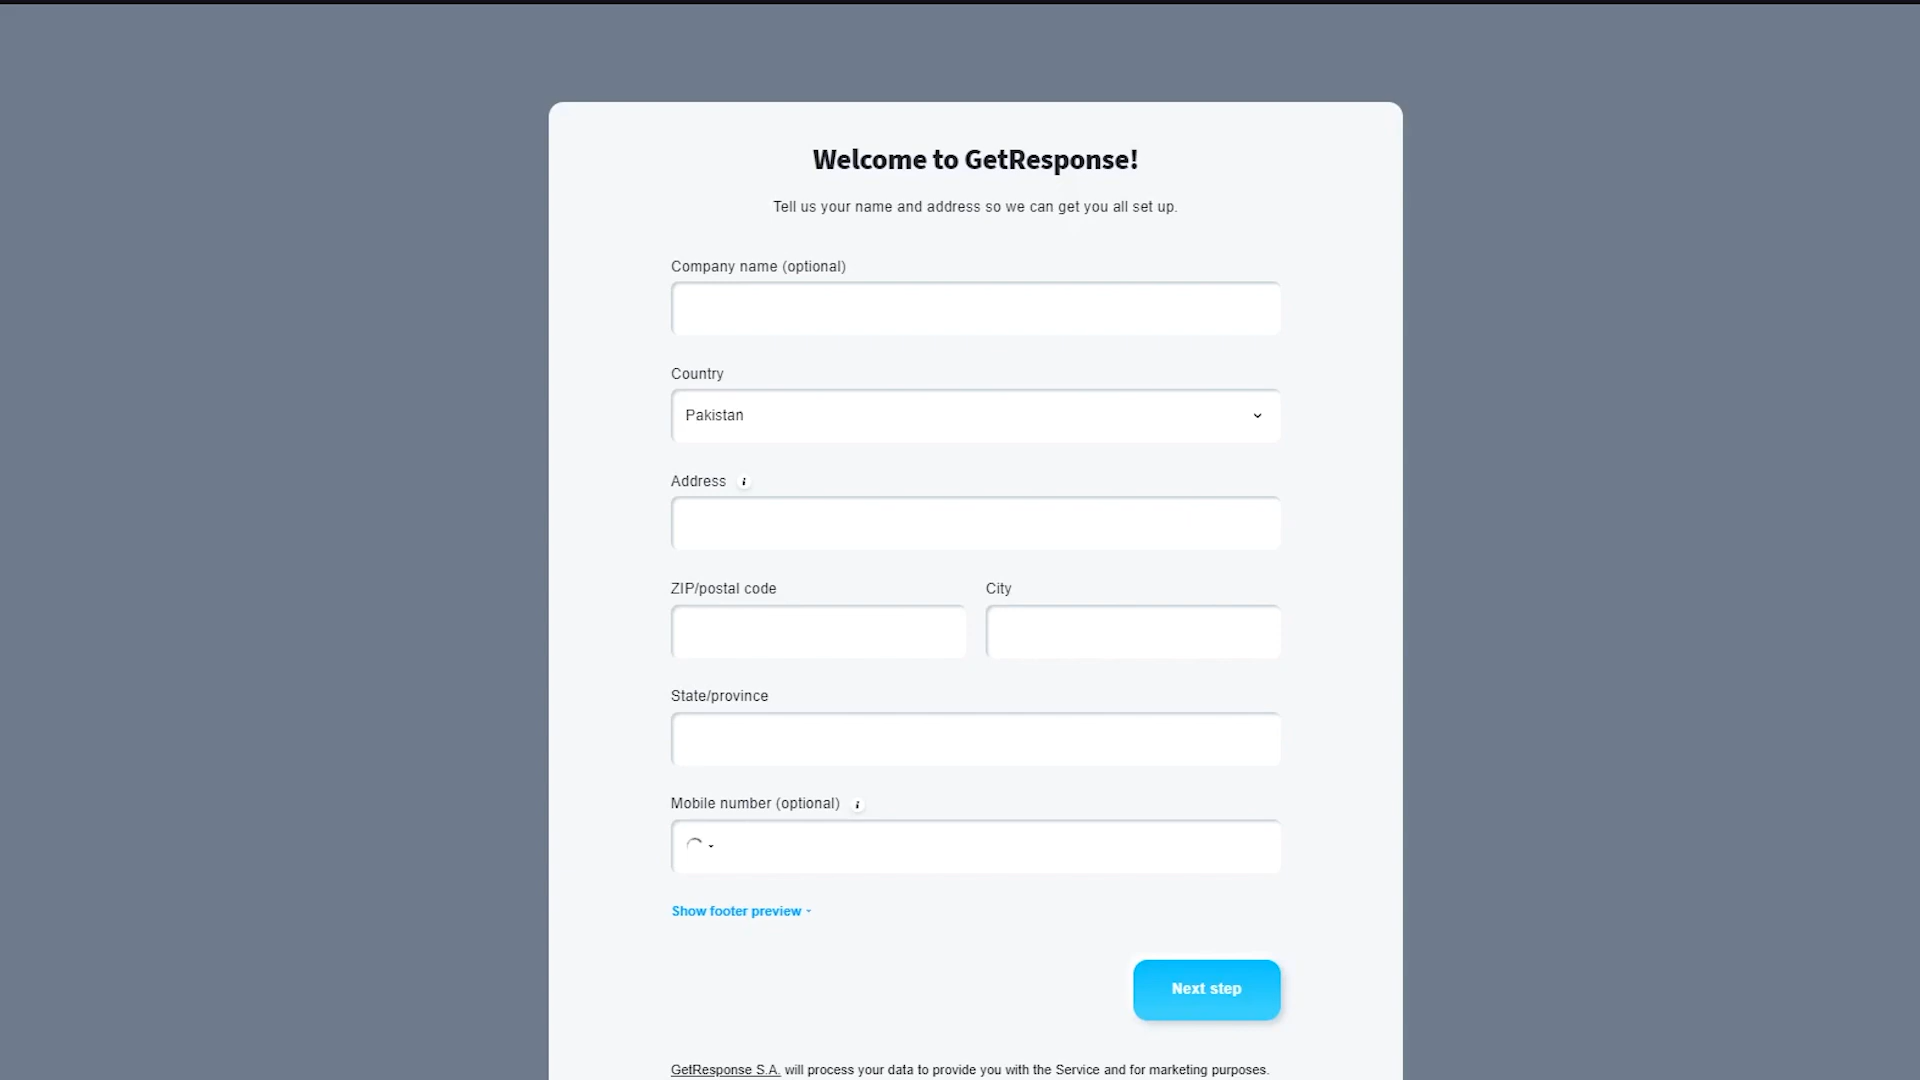 Welcome to GetResponse!
Tell us your name and address so we can get you all set up.
Company name (optional)
Country
Pakistan
Address i
ZIP/postal code City
State/province
Mobile number (optional) i
Show footer preview
Next step
GetResponse S.A. will process your data to provide you with the Service and for marketing purposes.